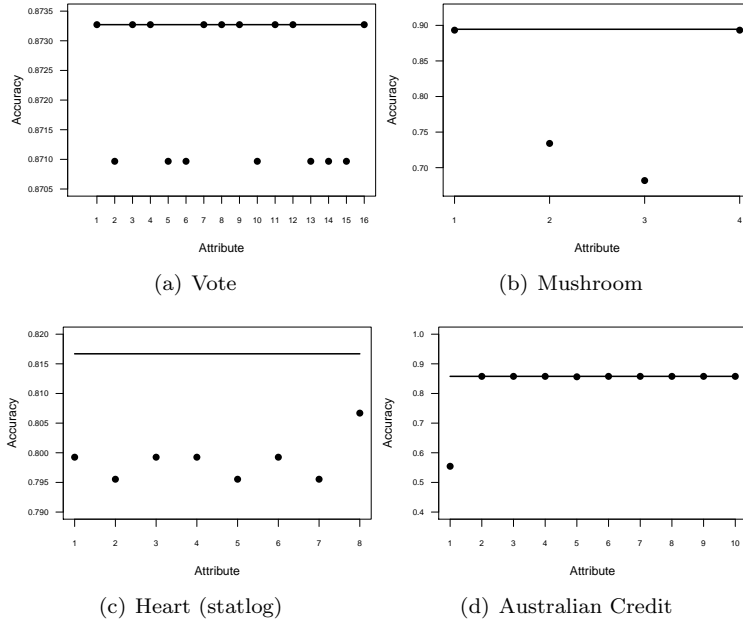 0.8735
0.8730
0.8725
0.8720
0.8715
0.8710
0.8705
Accuracy
1 2 3 4 5 6 7 8 9 10 11 12 13 14 15 16
Attribute
(a) Vote
0.90
0.85
0.80
0.75
0.70
Accuracy
1 2 3 4
Attribute
(b) Mushroom
0.820
0.815
0.810
0.805
0.800
0.795
0.790
Accuracy
1 2 3 4 5 6 7 8
Attribute
(c) Heart (statlog)
1.0
0.9
0.8
0.7
0.6
0.5
0.4
Accuracy
1 2 3 4 5 6 7 8 9 10
Attribute
(d) Australian Credit